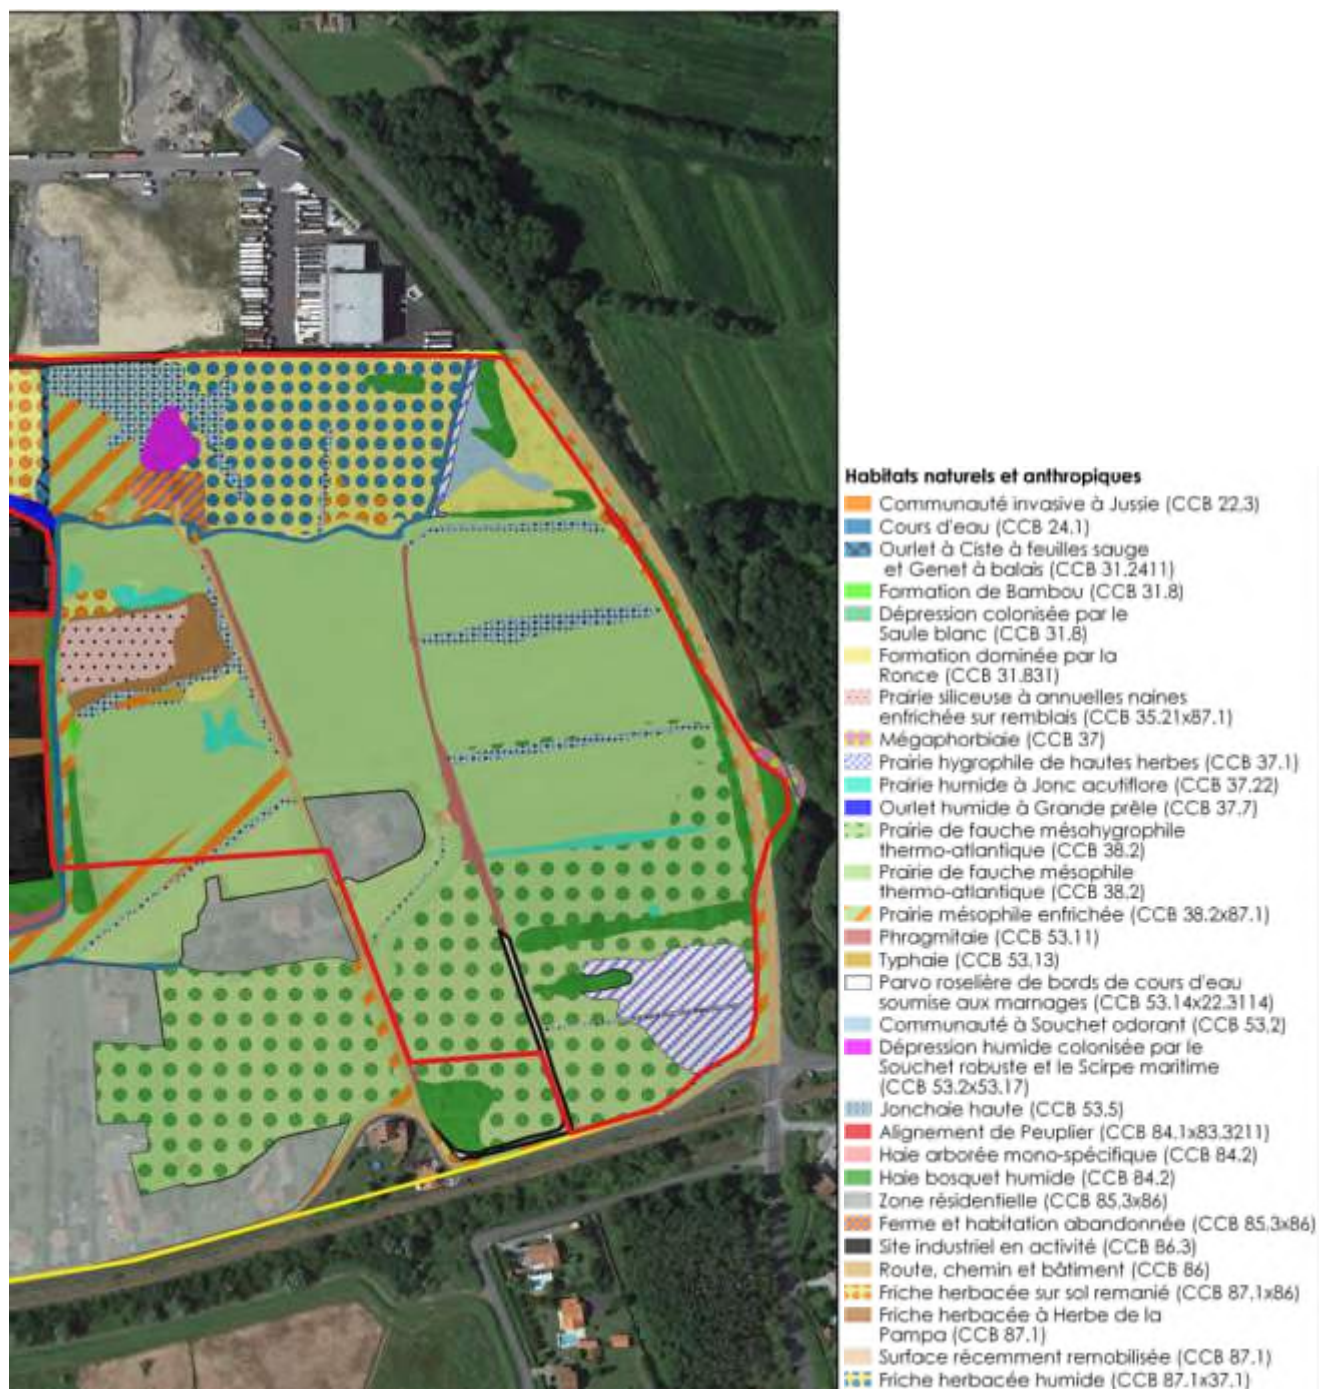 Habitats naturels et anthropiques
Communauté invasive à Jussie (CCB 22.3)
Cours d'eau (CCB 24.1)
Ourlet à Ciste à feuilles sauge
et Genet à balais (CCB 31.2411)
Formation de Bambou (CCB 31.8)
Dépression colonisée par le
Saule blanc (CCB 31.8)
Formation dominée par la
Ronce (CCB 31.831)
Prairie siliceuse à annuelles naines
enfrichée sur remblais (CCB 35.21x87.1)
Mégaphorbiaie (CCB 37)
Prairie hygrophile de hautes herbes (CCB 37.1)
Prairie humide à Jonc acutiflore (CCB 37.22)
Ourlet humide à Grande prêle (CCB 37.7)
Prairie de fauche mésohygrophile
thermo-atlantique (CCB 38.2)
Prairie de fauche mésophile
thermo-atlantique (CCB 38.2)
Prairie mésophile enfrichée (CCB 38.2x87.1)
Phragmitaie (CCB 53.11)
Typhaie (CCB 53.13)
Parvo roselière de bords de cours d'eau
soumise aux marnages (CCB 53.14x22.3114)
Communauté à Souchet odorant (CCB 53.2)
Dépression humide colonisée par le
Souchet robuste et le Scirpe maritime
(CCB 53.2x53.17)
Jonchaie haute (CCB 53.5)
Alignement de Peuplier (CCB 84.1x83.3211)
Haie arborée mono-spécifique (CCB 84.2)
Haie bosquet humide (CCB 84.2)
Zone résidentielle (CCB 85.3x86)
Ferme et habitation abandonnée (CCB 85.3x86)
Site industriel en activité (CCB 86.3)
Route, chemin et bâtiment (CCB 86)
Friche herbacée sur sol remanié (CCB 87.1x86)
Friche herbacée à Herbe de la
Pampa (CCB 87.1)
Surface récemment remobilisée (CCB 87.1)
Friche herbacée humide (CCB 87.1x37.1)